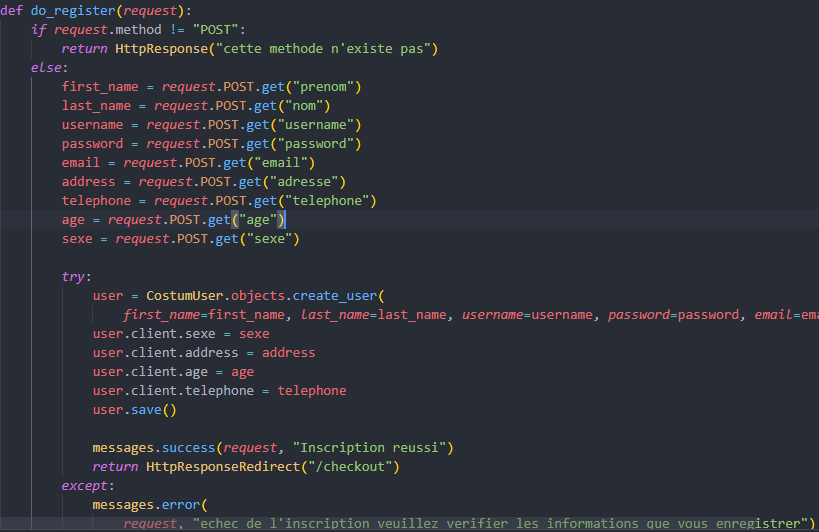 def do_register(request):
if request.method != "POST":
return HttpResponse("cette methode n'existe pas")
else:
first_name = request.POST.get("prenom")
last_name = request.POST.get("nom")
username = request.POST.get("username")
password = request.POST.get("password")
email = request.POST.get("email")
address = request.POST.get("adresse")
telephone = request.POST.get("telephone")
age = request.POST.get("age")
sexe = request.POST.get("sexe")
try:
user = CostumUser.objects.create_user(
first_name=first_name, last_name=last_name, username=username, password=password, email=ema
user.client.sexe = sexe
user.client.address = address
user.client.age = age
user.client.telephone = telephone
user.save()
messages.success(request, "Inscription reussi")
return HttpResponseRedirect("/checkout")
except:
messages.error(
request, "echec de l'inscription veuillez verifier les informations que vous enregistrer")